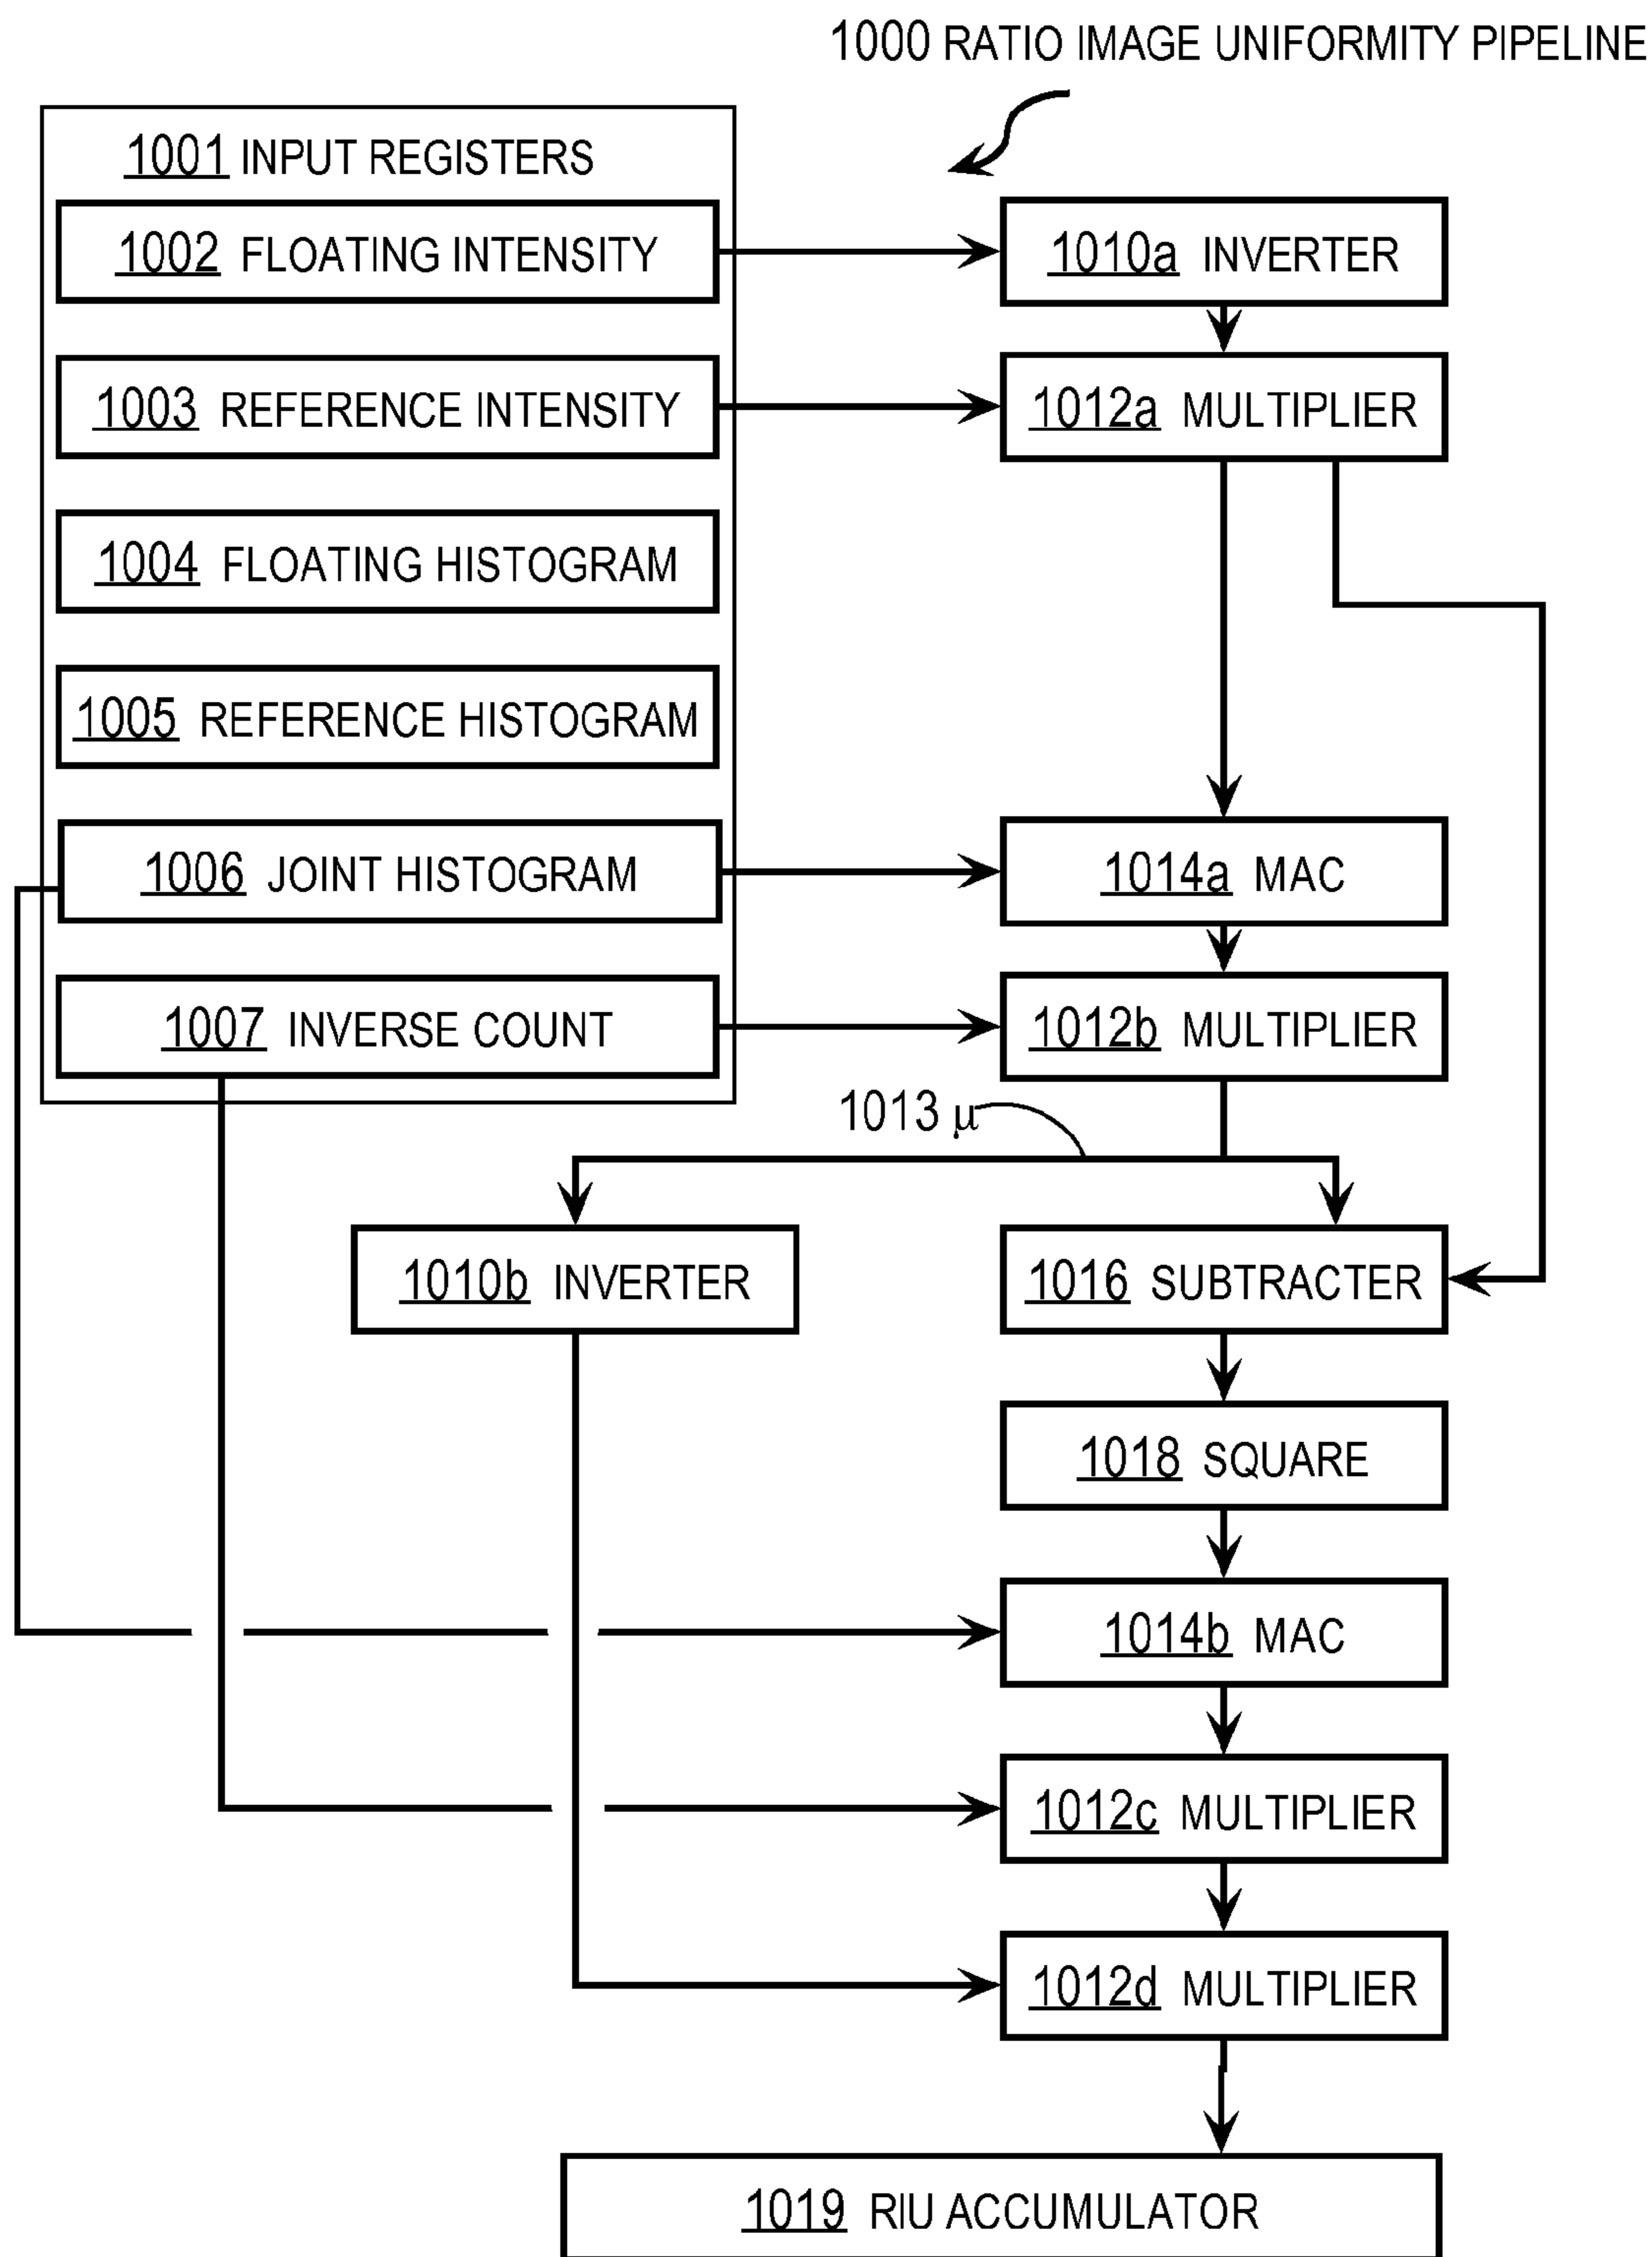 1000 RATIO IMAGE UNIFORMITY PIPELINE
1001 INPUT REGISTERS
1002 FLOATING INTENSITY
1010a INVERTER
1003 REFERENCE INTENSITY
1012a MULTIPLIER
1004 FLOATING HISTOGRAM
1005 REFERENCE HISTOGRAM
1006 JOINT HISTOGRAM
1014a MAC
1007 INVERSE COUNT
1012b MULTIPLIER
1013 μ
1010b INVERTER
1016 SUBTRACTER
1018 SQUARE
1014b MAC
1012c MULTIPLIER
1012d MULTIPLIER
1019 RIU ACCUMULATOR